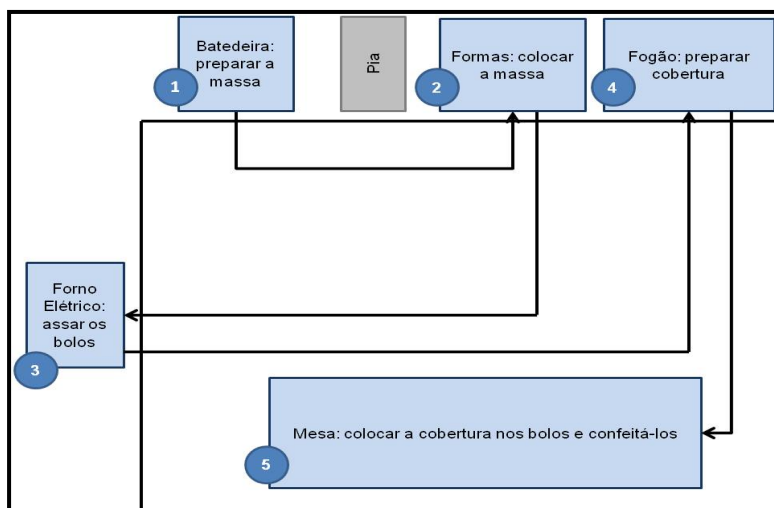 Batedeira:
preparar a
massa
1
Pia
Formas: colocar
a massa
2
Fogão: preparar
cobertura
4
Forno
Elétrico:
assar os
bolos
3
Mesa: colocar a cobertura nos bolos e confeitá-los
5